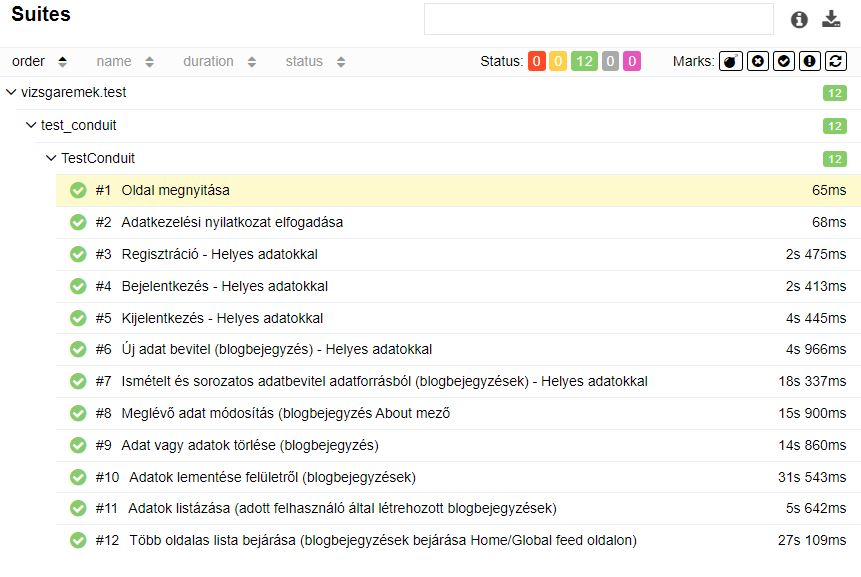 Suites
order name duration status Status: 0 0 12 0 0 Marks:
vizsgaremek.test 12
test_conduit 12
TestConduit 12
#1 Oldal megnyitása 65ms
#2 Adatkezelési nyilatkozat elfogadása 68ms
#3 Regisztráció - Helyes adatokkal 2s 475ms
#4 Bejelentkezés - Helyes adatokkal 2s 413ms
#5 Kijelentkezés - Helyes adatokkal 4s 445ms
#6 Új adat bevitel (blogbejegyzés) - Helyes adatokkal 4s 966ms
#7 Ismételt és sorozatos adatbevitel adatforrásból (blogbejegyzések) - Helyes adatokkal 18s 337ms
#8 Meglévő adat módosítás (blogbejegyzés About mező 15s 900ms
#9 Adat vagy adatok törlése (blogbejegyzés) 14s 860ms
#10 Adatok lementése felületről (blogbejegyzések) 31s 543ms
#11 Adatok listázása (adott felhasználó által létrehozott blogbejegyzések) 5s 642ms
#12 Több oldalas lista bejárása (blogbejegyzések bejárása Home/Global feed oldalon) 27s 109ms